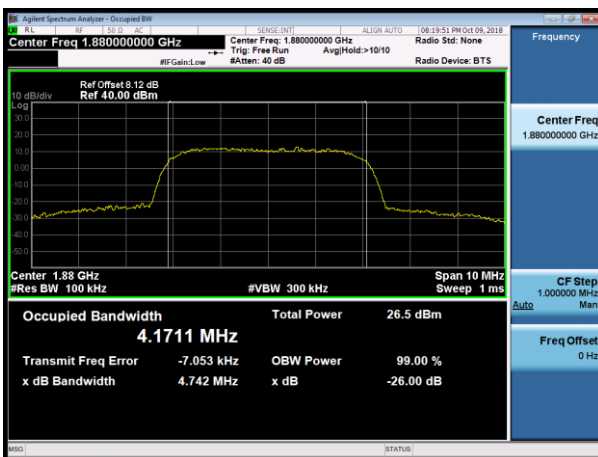 Agilent Spectrum Analyzer - Occupied BW
RL RF 50 Ω AC SENSE:INT ALIGN AUTO 08:19:51 PM Oct 09, 2018
Center Freq 1.880000000 GHz Center Freq: 1.880000000 GHz Radio Std: None Frequency
Trig: Free Run Avg|Hold:>10/10
#IFGain:Low #Atten: 40 dB Radio Device: BTS
Ref Offset 8.12 dB
10 dB/div Ref 40.00 dBm
Log
30.0
20.0
10.0
0.00
-10.0
-20.0
-30.0
-40.0
-50.0
Center Freq
1.880000000 GHz
Center 1.88 GHz Span 10 MHz
#Res BW 100 kHz #VBW 300 kHz Sweep 1 ms
CF Step
1.000000 MHz
Auto Man
Occupied Bandwidth Total Power 26.5 dBm
4.1711 MHz
Transmit Freq Error -7.053 kHz OBW Power 99.00 %
x dB Bandwidth 4.742 MHz x dB -26.00 dB
Freq Offset
0 Hz
MSG STATUS